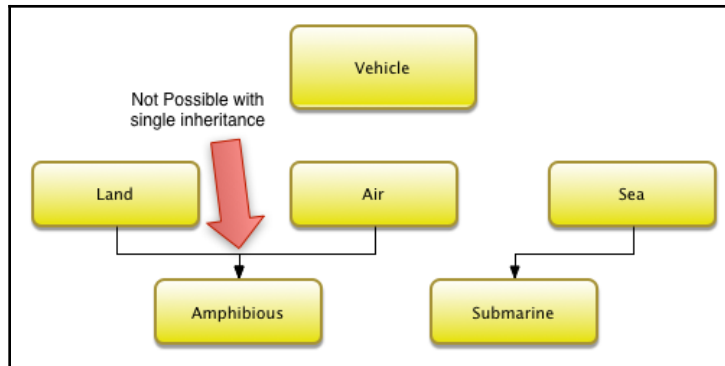 Vehicle
Not Possible with
single inheritance
Land
Air
Sea
Amphibious
Submarine